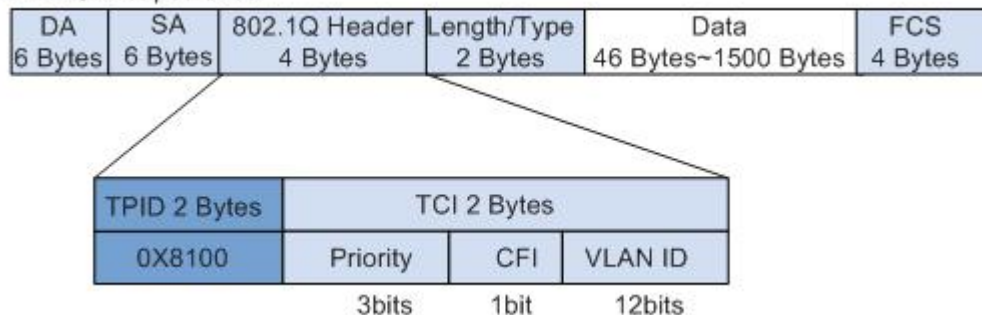 DA SA 802.1Q Header Length/Type Data FCS
6 Bytes 6 Bytes 4 Bytes 2 Bytes 46 Bytes~1500 Bytes 4 Bytes
TPID 2 Bytes TCI 2 Bytes
0X8100 Priority CFI VLAN ID
3bits 1bit 12bits